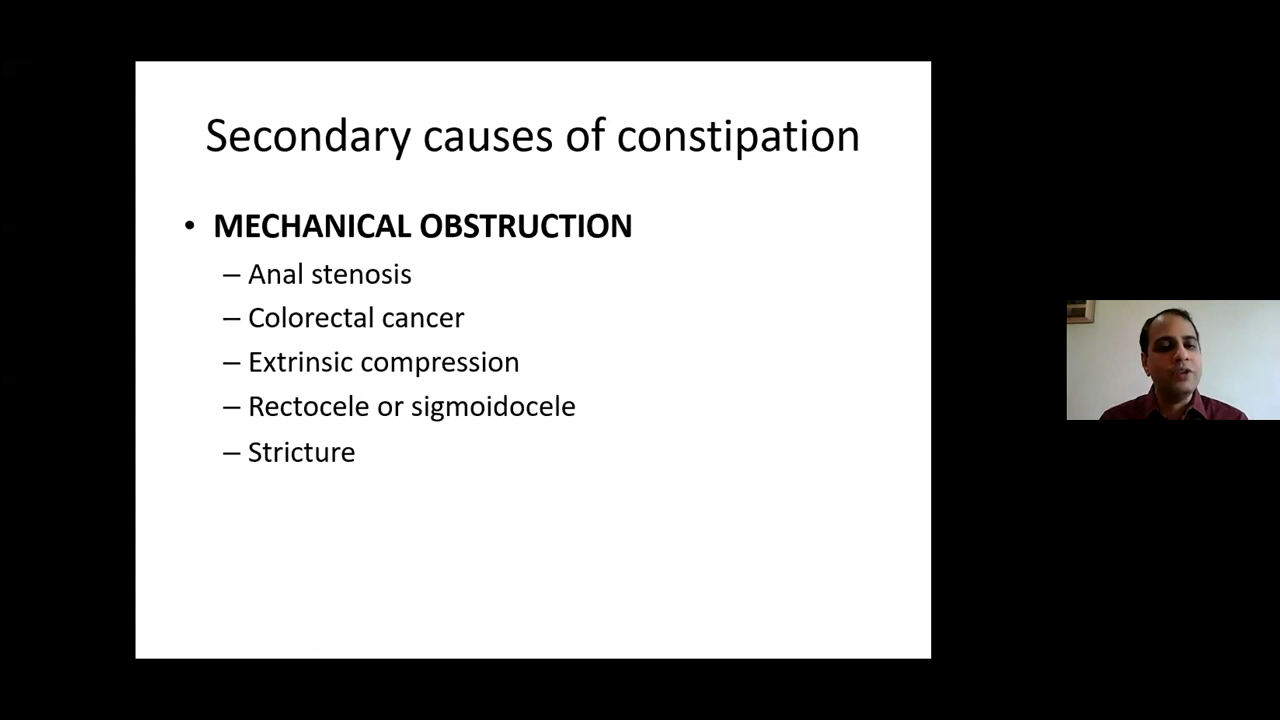 Secondary causes of constipation
• MECHANICAL OBSTRUCTION
– Anal stenosis
– Colorectal cancer
– Extrinsic compression
– Rectocele or sigmoidocele
– Stricture